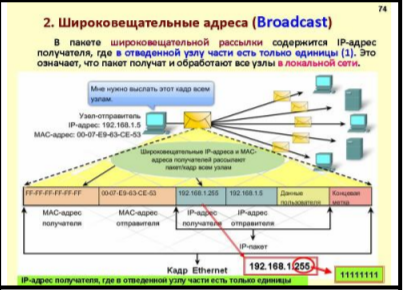 74
2. Широковещательные адреса (Broadcast)
В пакете широковещательной рассылки содержится IP-адрес
получателя, где в отведенной узлу части есть только единицы (1). Это
означает, что пакет получат и обработают все узлы в локальной сети.
Мне нужно выслать этот кадр всем
узлам.
Узел-отправитель
IP-адрес: 192.168.1.5
MAC-адрес: 00-07-E9-63-CE-53
Широковещательные IP-адреса и MAC-
адреса получателей рассылают
пакет/кадр всем узлам
FF-FF-FF-FF-FF-FF 00-07-E9-63-CE-53 192.168.1.255 192.168.1.5 Данные
пользователя Концевая
метка
MAC-адрес
получателя MAC-адрес
отправителя IP-адрес
получателя IP-адрес
отправителя
IP-пакет
Кадр Ethernet
192.168.1.255
11111111
IP-адрес получателя, где в отведенной узлу части есть только единицы